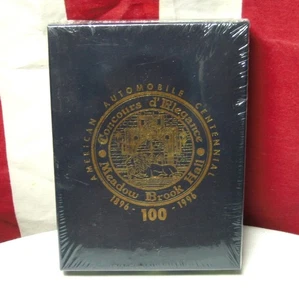 AMERICAN AUTOMOBILE CENTENNIAL
Concours d'Elegance
Meadow Brook Hall
1896 - 100 - 1996